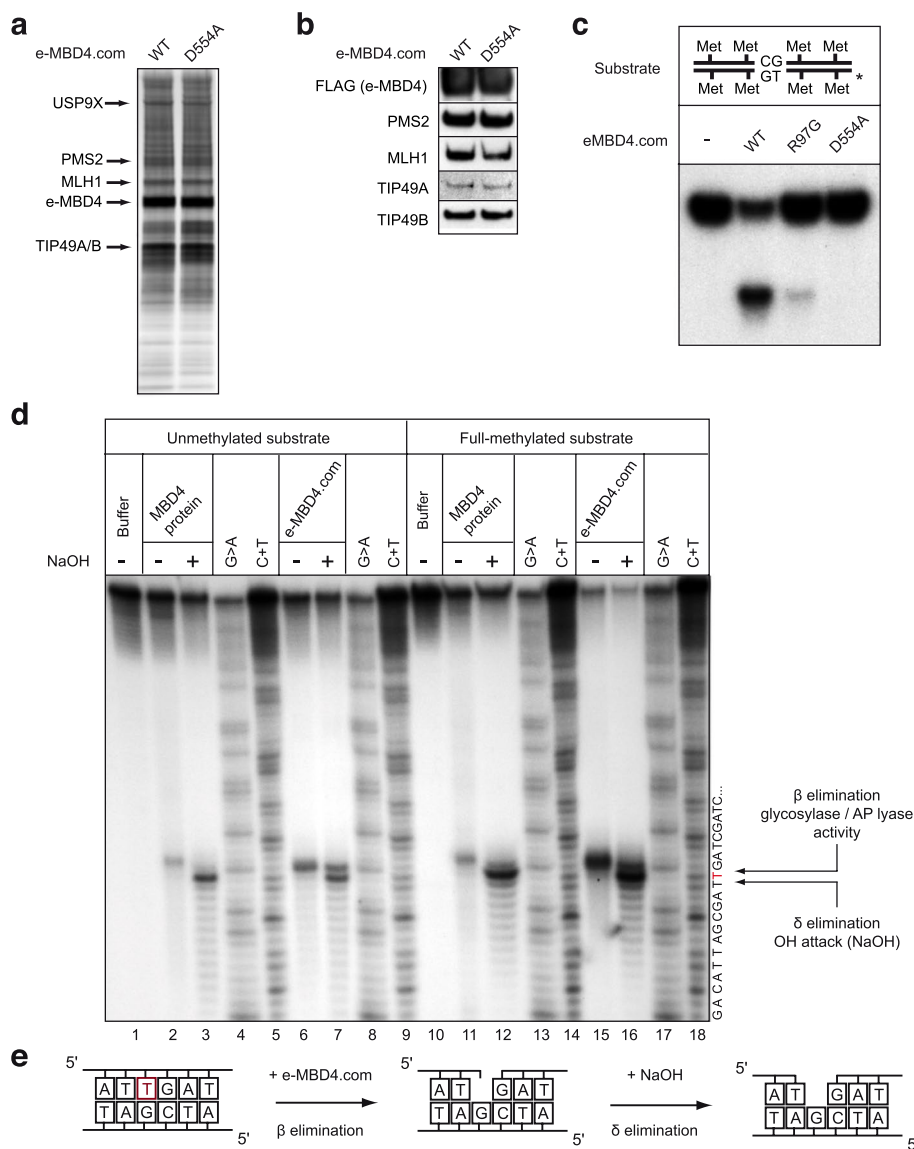 a
e-MBD4.com
WT
D554A
USP9X
PMS2
MLH1
e-MBD4
TIP49A/B
b
e-MBD4.com
WT
D554A
FLAG (e-MBD4)
PMS2
MLH1
TIP49A
TIP49B
c
Substrate
Met Met Met Met
CG
GT
Met Met Met Met *
eMBD4.com
-
WT
R97G
D554A
d
Unmethylated substrate Full-methylated substrate
Buffer
MBD4 protein
G>A
C+T
e-MBD4.com
G>A
C+T
Buffer
MBD4 protein
G>A
C+T
e-MBD4.com
G>A
C+T
NaOH - + - + - + - +
G A C A T T A G C G A T T G A T C G A T C...
β elimination
glycosylase / AP lyase
activity
δ elimination
OH attack (NaOH)
1 2 3 4 5 6 7 8 9 10 11 12 13 14 15 16 17 18
e
5'
A T T G A T
T A G C T A
5'
+ e-MBD4.com
β elimination
5'
A T G A T
T A G C T A
5'
+ NaOH
δ elimination
5'
A T G A T
T A G C T A
5'